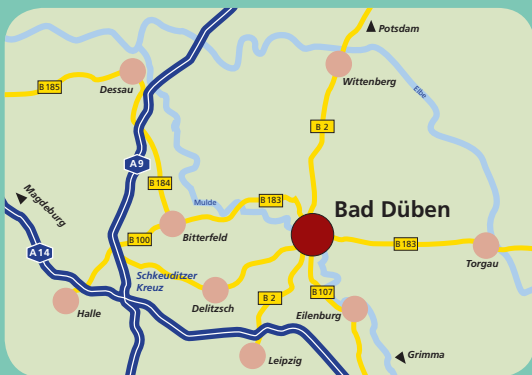 Potsdam
Wittenberg
Elbe
Dessau
B 185
B 2
A 9
B 184
Magdeburg
Mulde
B 183
Bad Düben
Bitterfeld
B 100
B 183
A 14
Torgau
Schkeuditzer
Kreuz
Halle
Delitzsch
B 2
B 107
Eilenburg
Leipzig
Grimma